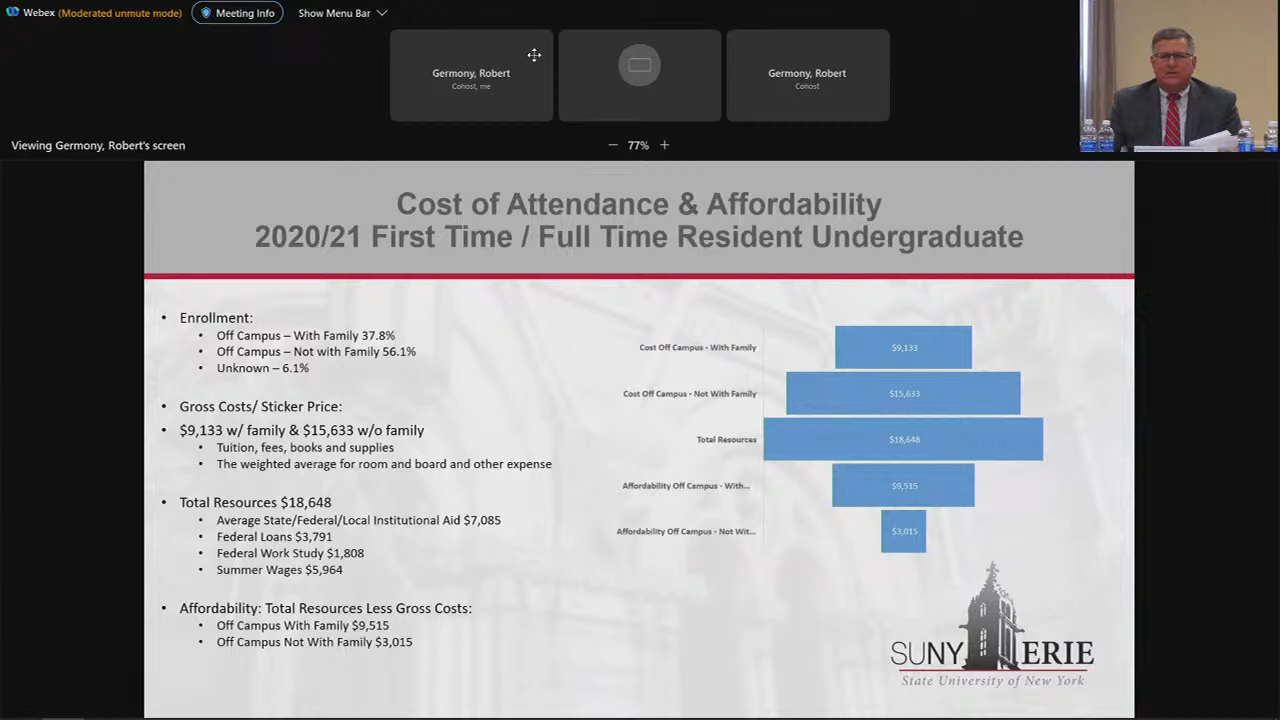 Webex (Moderated unmute mode) Meeting Info Show Menu Bar
Germony, Robert
Cohost, me
Germony, Robert
Cohost
Viewing Germony, Robert's screen
77%
Cost of Attendance & Affordability
2020/21 First Time / Full Time Resident Undergraduate
• Enrollment:
• Off Campus – With Family 37.8%
• Off Campus – Not with Family 56.1%
• Unknown – 6.1%
• Gross Costs/ Sticker Price:
• $9,133 w/ family & $15,633 w/o family
• Tuition, fees, books and supplies
• The weighted average for room and board and other expense
• Total Resources $18,648
• Average State/Federal/Local Institutional Aid $7,085
• Federal Loans $3,791
• Federal Work Study $1,808
• Summer Wages $5,964
• Affordability: Total Resources Less Gross Costs:
• Off Campus With Family $9,515
• Off Campus Not With Family $3,015
Cost Off Campus - With Family $9,133
Cost Off Campus - Not With Family $15,633
Total Resources $18,648
Affordability Off Campus - With... $9,515
Affordability Off Campus - Not Wit... $3,015
SUNY ERIE
State University of New York